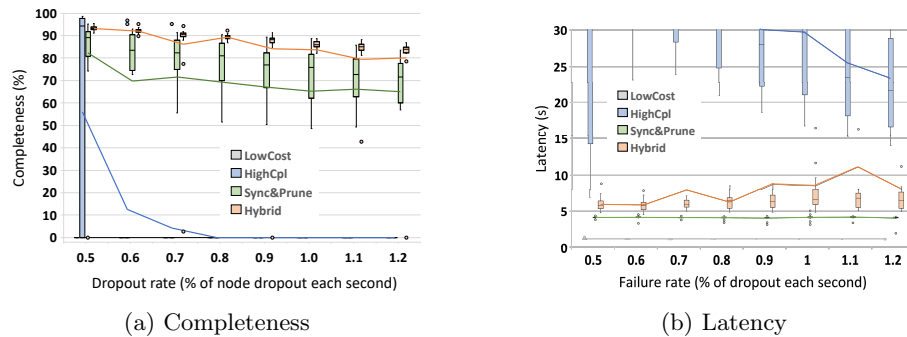 100
90
80
70
60
50
40
30
20
10
0
Completeness (%)
LowCost
HighCpl
Sync&Prune
Hybrid
0.5 0.6 0.7 0.8 0.9 1.0 1.1 1.2
Dropout rate (% of node dropout each second)
(a) Completeness
30
25
20
15
10
5
0
Latency (s)
LowCost
HighCpl
Sync&Prune
Hybrid
0.5 0.6 0.7 0.8 0.9 1 1.1 1.2
Failure rate (% of dropout each second)
(b) Latency